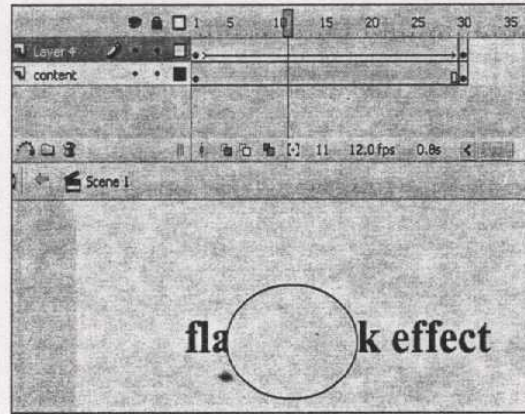 1 5 10 15 20 25 30 35
Layer 4
content
11 12.0 fps 0.8s
Scene 1
fla k effect